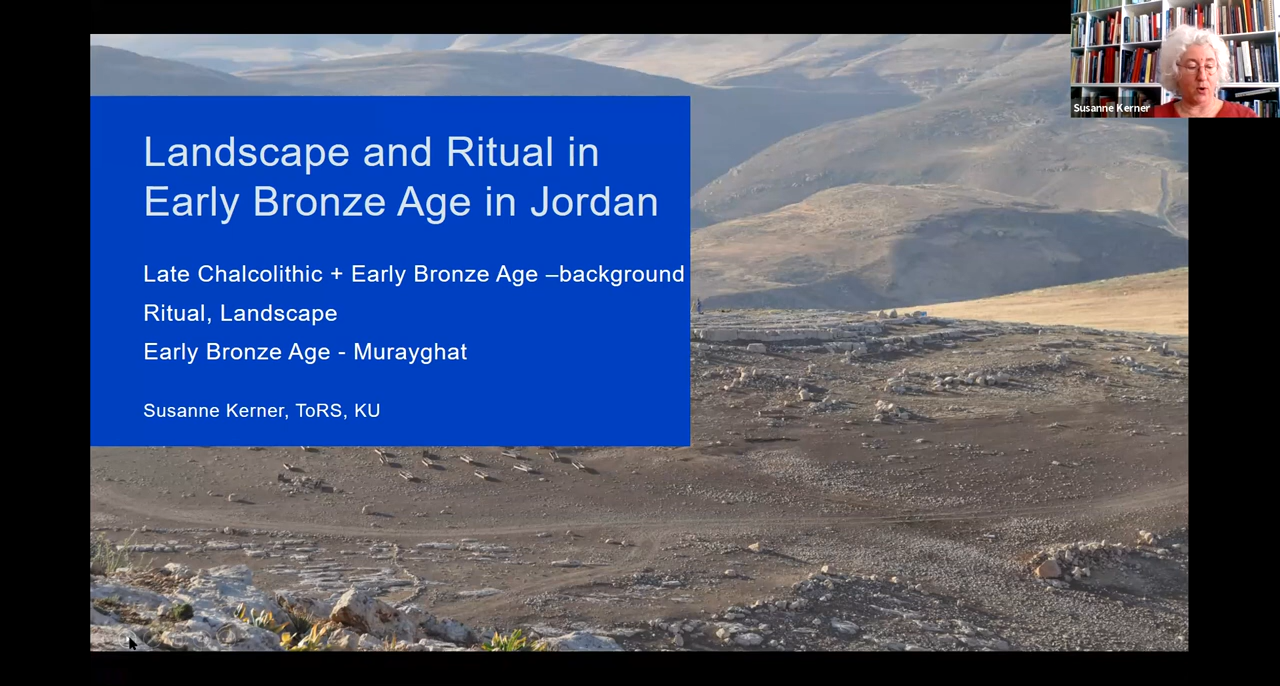 Landscape and Ritual in
Early Bronze Age in Jordan
Late Chalcolithic + Early Bronze Age –background
Ritual, Landscape
Early Bronze Age - Murayghat
Susanne Kerner, ToRS, KU
Susanne Kerner